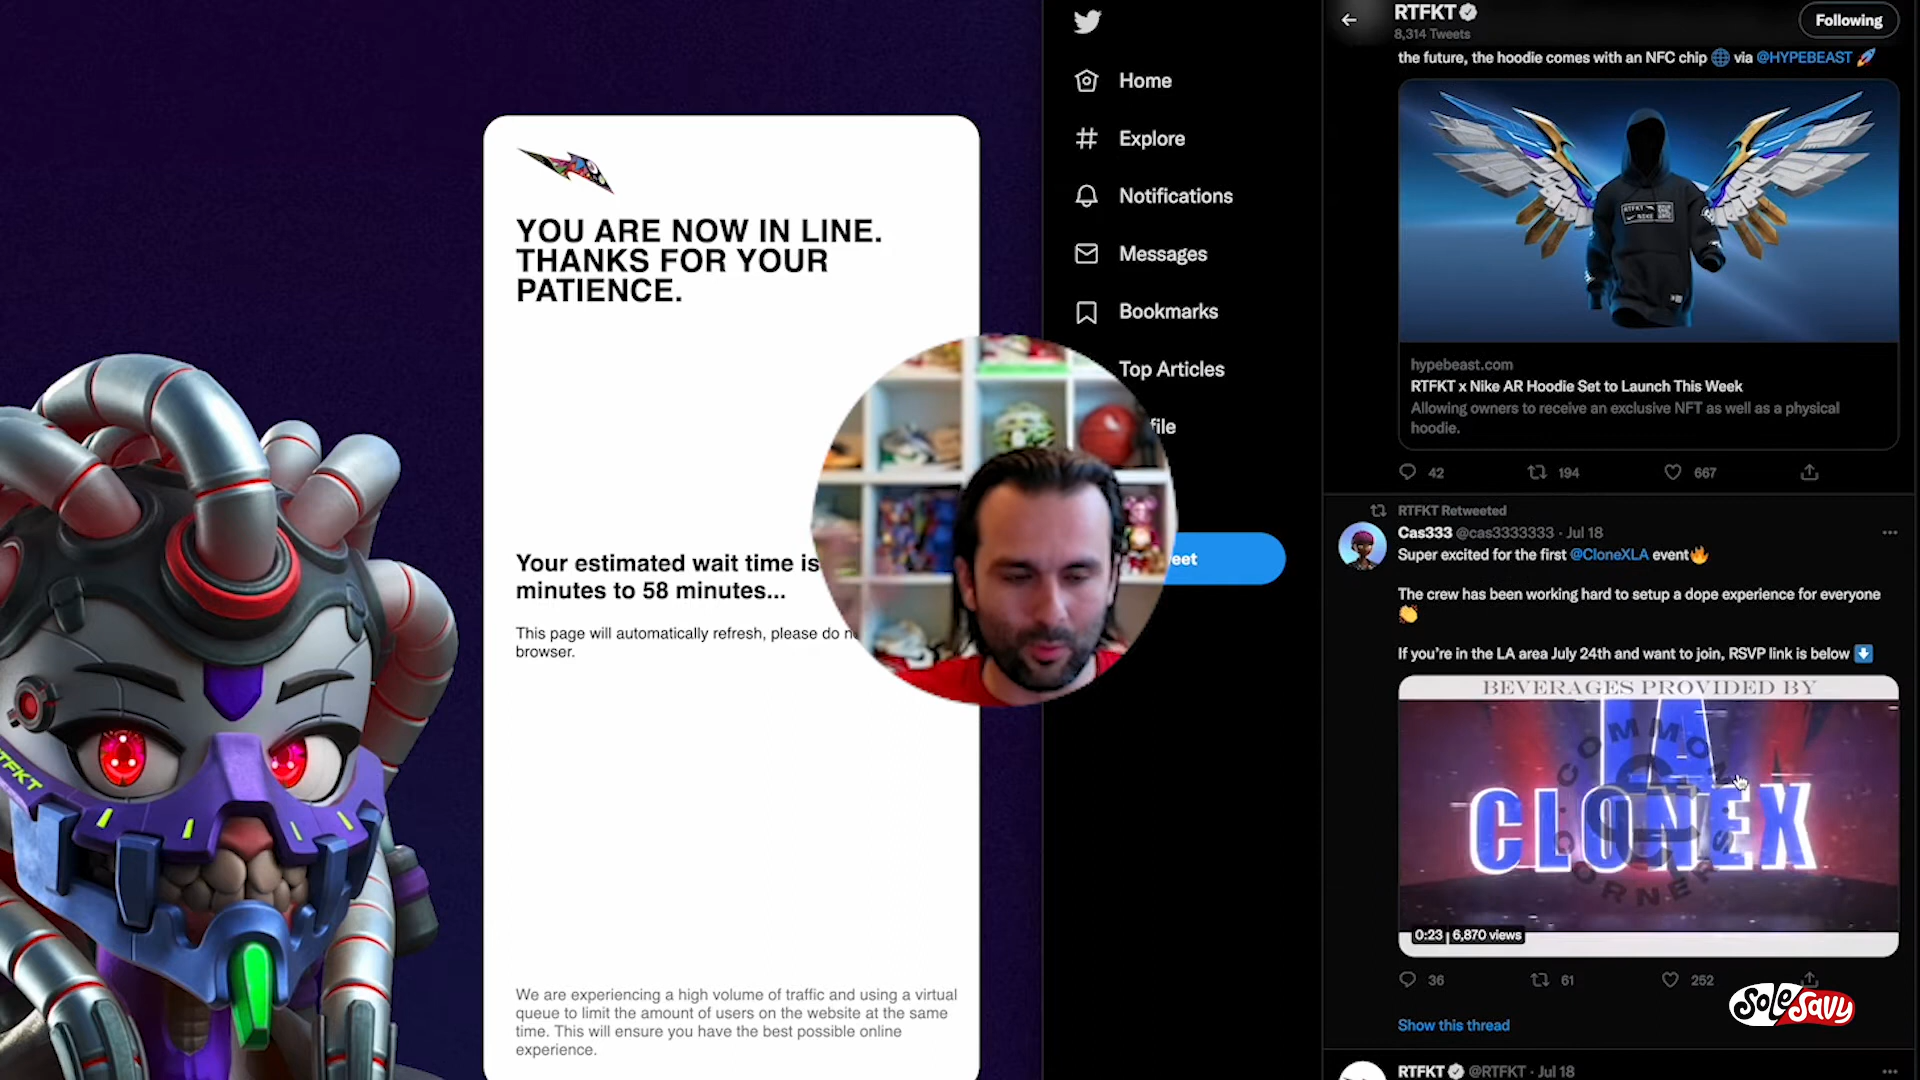 YOU ARE NOW IN LINE.
THANKS FOR YOUR
PATIENCE.
Your estimated wait time is
minutes to 58 minutes...
This page will automatically refresh, please do
browser.
We are experiencing a high volume of traffic and using a virtual
queue to limit the amount of users on the website at the same
time. This will ensure you have the best possible online
experience.
RTFKT
Home
Explore
Notifications
Messages
Bookmarks
Top Articles
RTFKT
8,314 Tweets
Following
the future, the hoodie comes with an NFC chip 🌐 via @HYPEBEAST 🚀
RTFKT
hypebeast.com
RTFKT x Nike AR Hoodie Set to Launch This Week
Allowing owners to receive an exclusive NFT as well as a physical
hoodie.
42 194 667
RTFKT Retweeted
Cas333 @cas3333333 · Jul 18
Super excited for the first @CloneXLA event🔥
The crew has been working hard to setup a dope experience for everyone
👏
If you're in the LA area July 24th and want to join, RSVP link is below ⬇️
BEVERAGES PROVIDED BY
LA
CLONEX
COMMON
CORNERS
0:23 6,870 views
36 61 252
Show this thread
SoleSavy
RTFKT @RTFKT · Jul 18